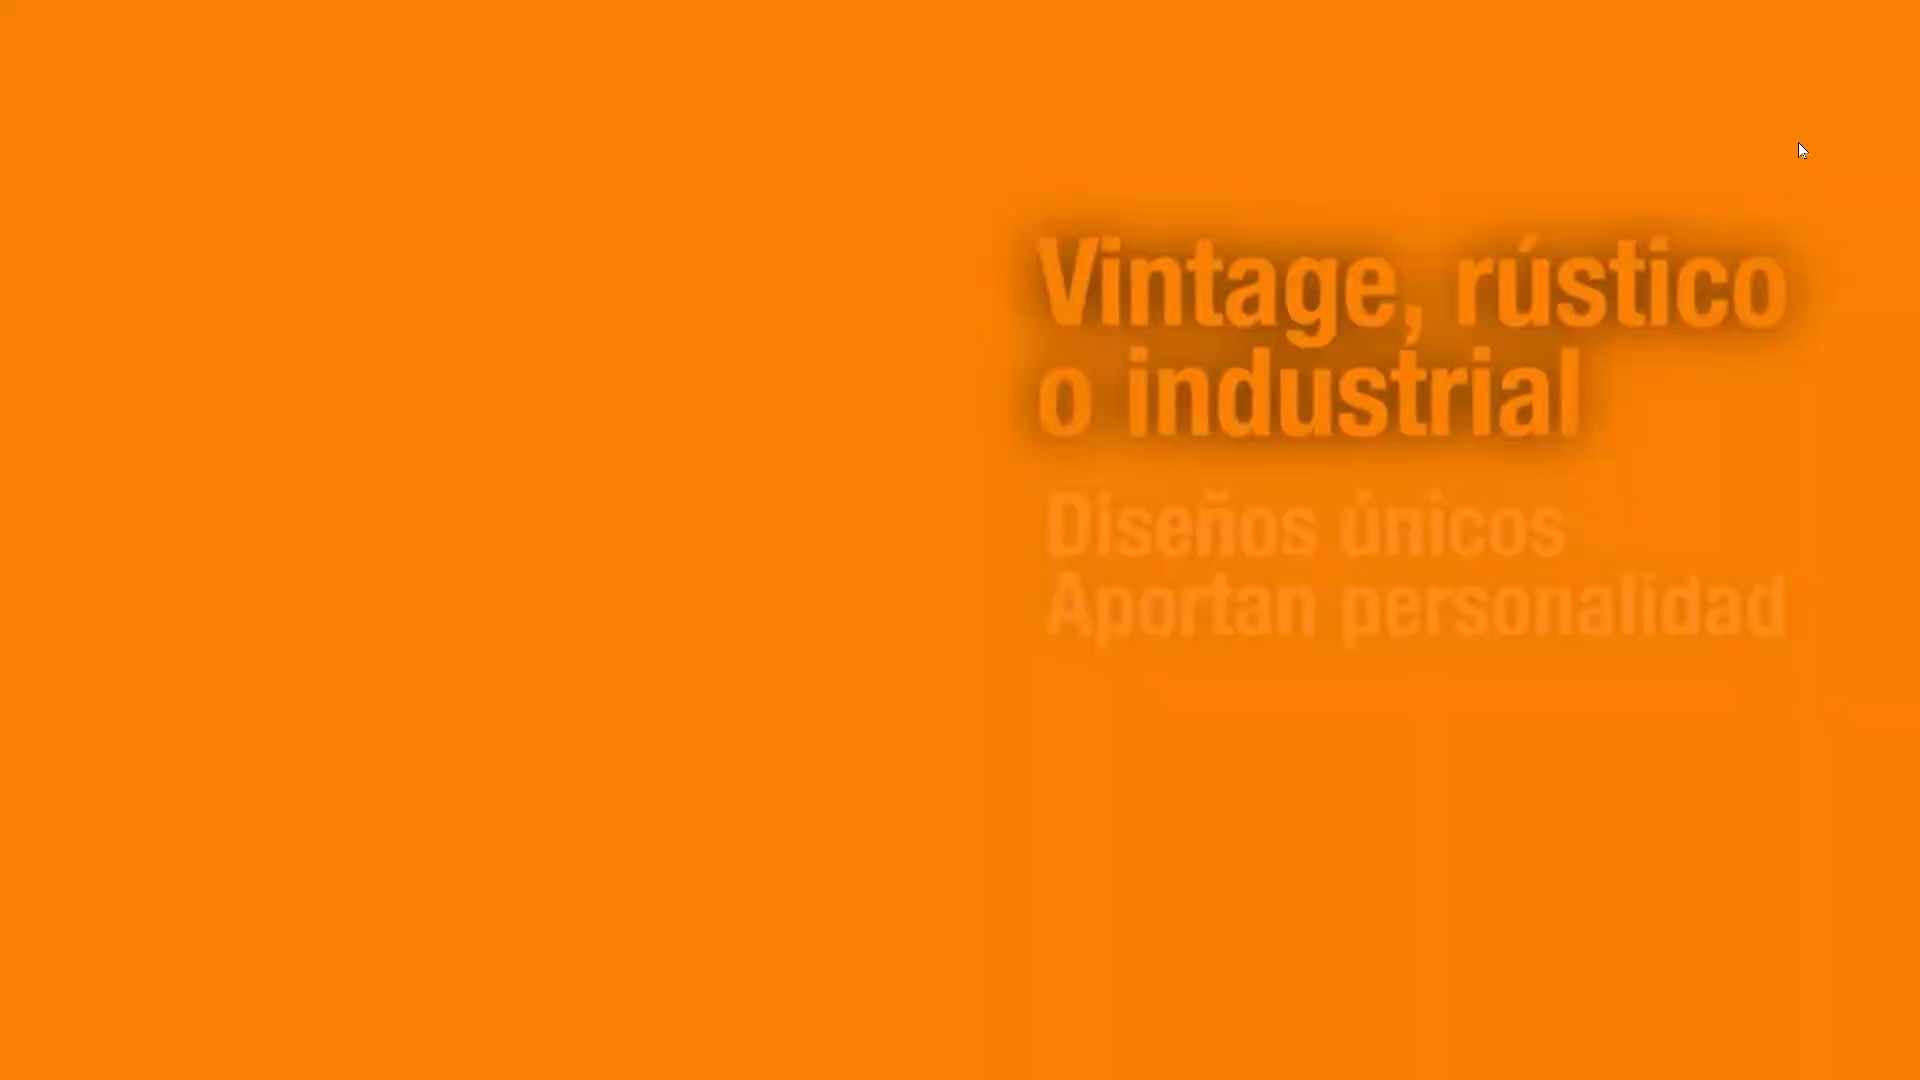 Vintage, rústico
o industrial
Diseños únicos
Aportan personalidad